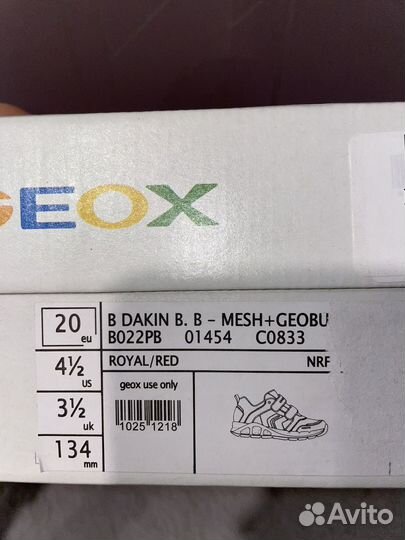 GEOX
20 eu
B DAKIN B. B - MESH+GEOBU
B022PB 01454 C0833
4½ us
ROYALL/RED NRF
3½ uk
geox use only
1025 1218
134 mm
Avito